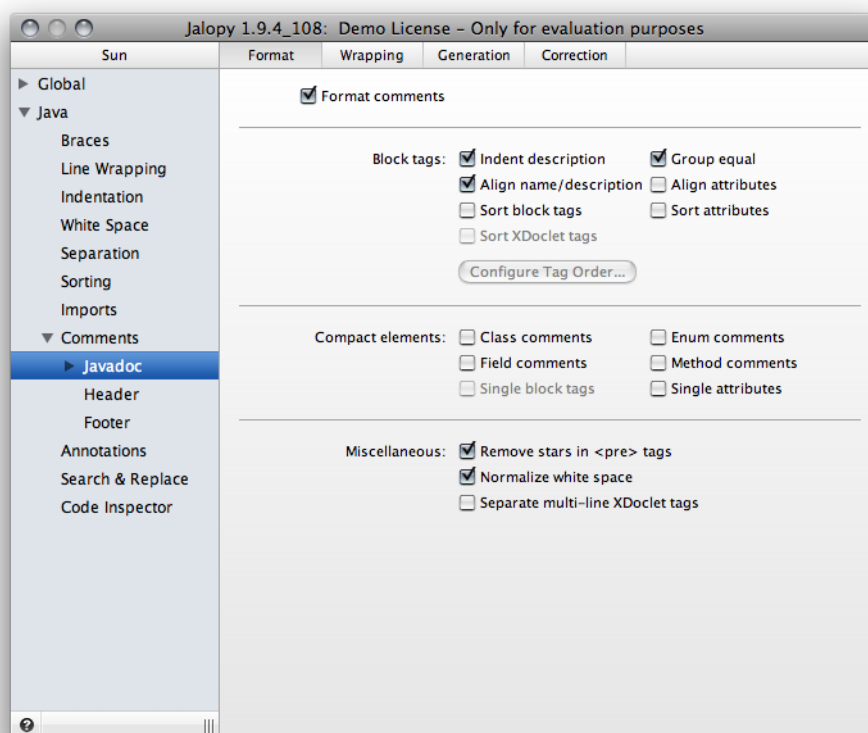 Jalopy 1.9.4_108:  Demo License – Only for evaluation purposes
Sun
Format Wrapping Generation Correction
Global
Java
Braces
Line Wrapping
Indentation
White Space
Separation
Sorting
Imports
Comments
Javadoc
Header
Footer
Annotations
Search & Replace
Code Inspector
Format comments
Block tags: Indent description Group equal
Align name/description Align attributes
Sort block tags Sort attributes
Sort XDoclet tags
Configure Tag Order...
Compact elements: Class comments Enum comments
Field comments Method comments
Single block tags Single attributes
Miscellaneous: Remove stars in <pre> tags
Normalize white space
Separate multi-line XDoclet tags
?